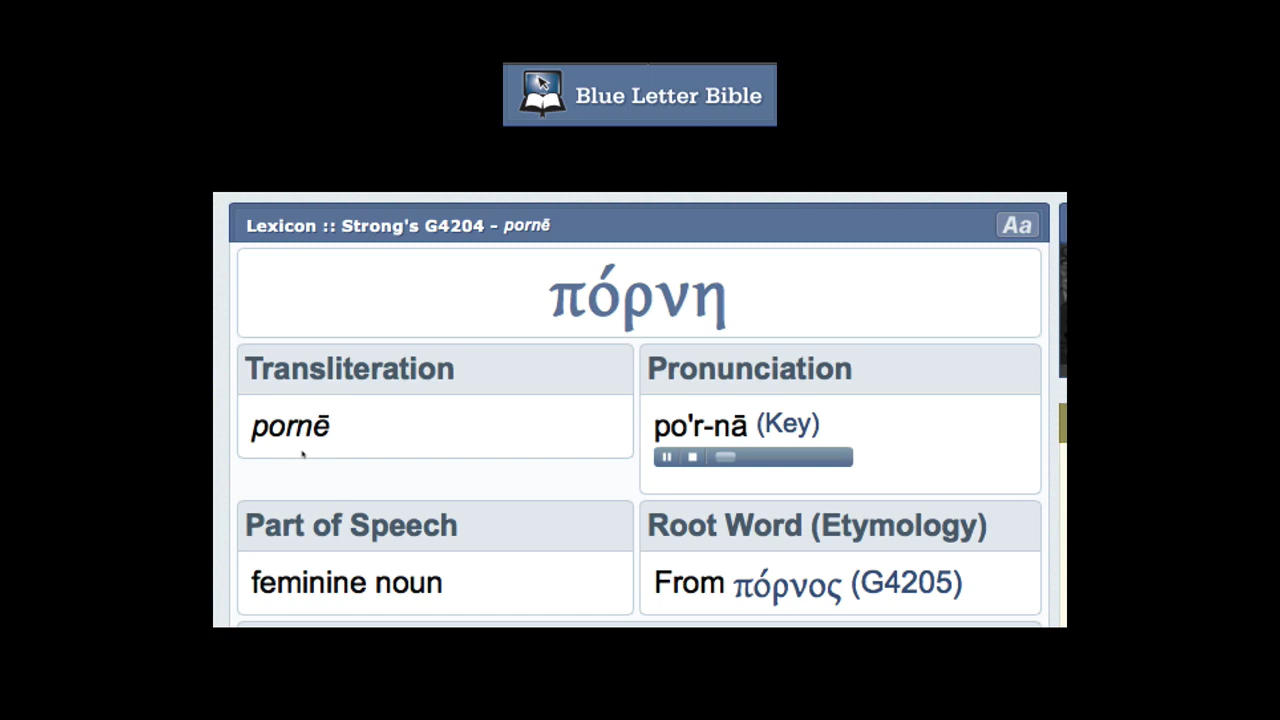 Blue Letter Bible
Lexicon :: Strong's G4204 – pornē
Aa
πόρνη
Transliteration
Pronunciation
pornē
po'r-nā (Key)
Part of Speech
Root Word (Etymology)
feminine noun
From πόρνος (G4205)